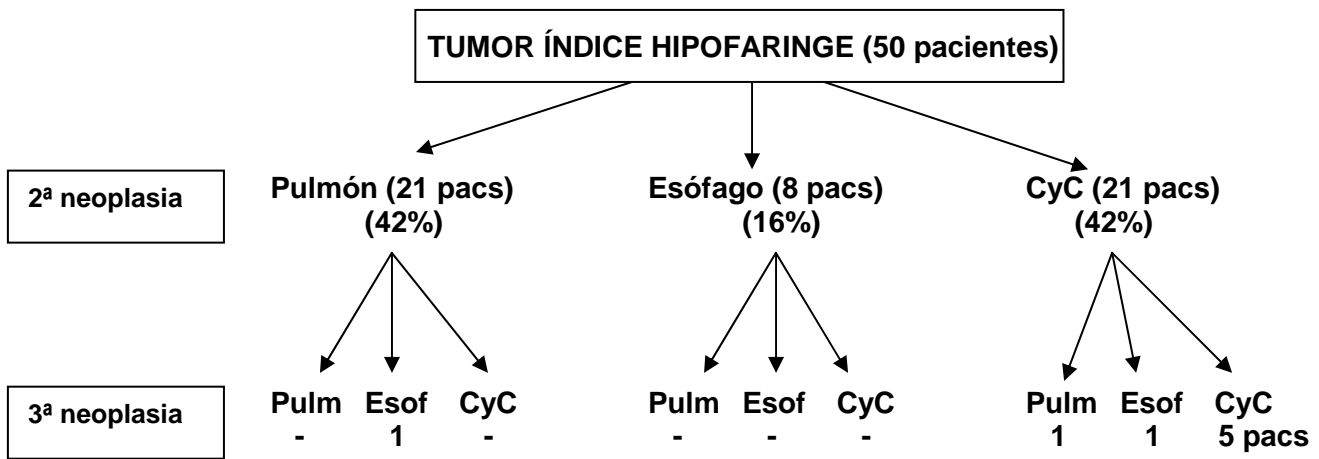 TUMOR ÍNDICE HIPOFARINGE (50 pacientes)
2ª neoplasia
Pulmón (21 pacs)
(42%)
Esófago (8 pacs)
(16%)
CyC (21 pacs)
(42%)
3ª neoplasia
Pulm Esof CyC
- 1 -
Pulm Esof CyC
- - -
Pulm Esof CyC
1 1 5 pacs